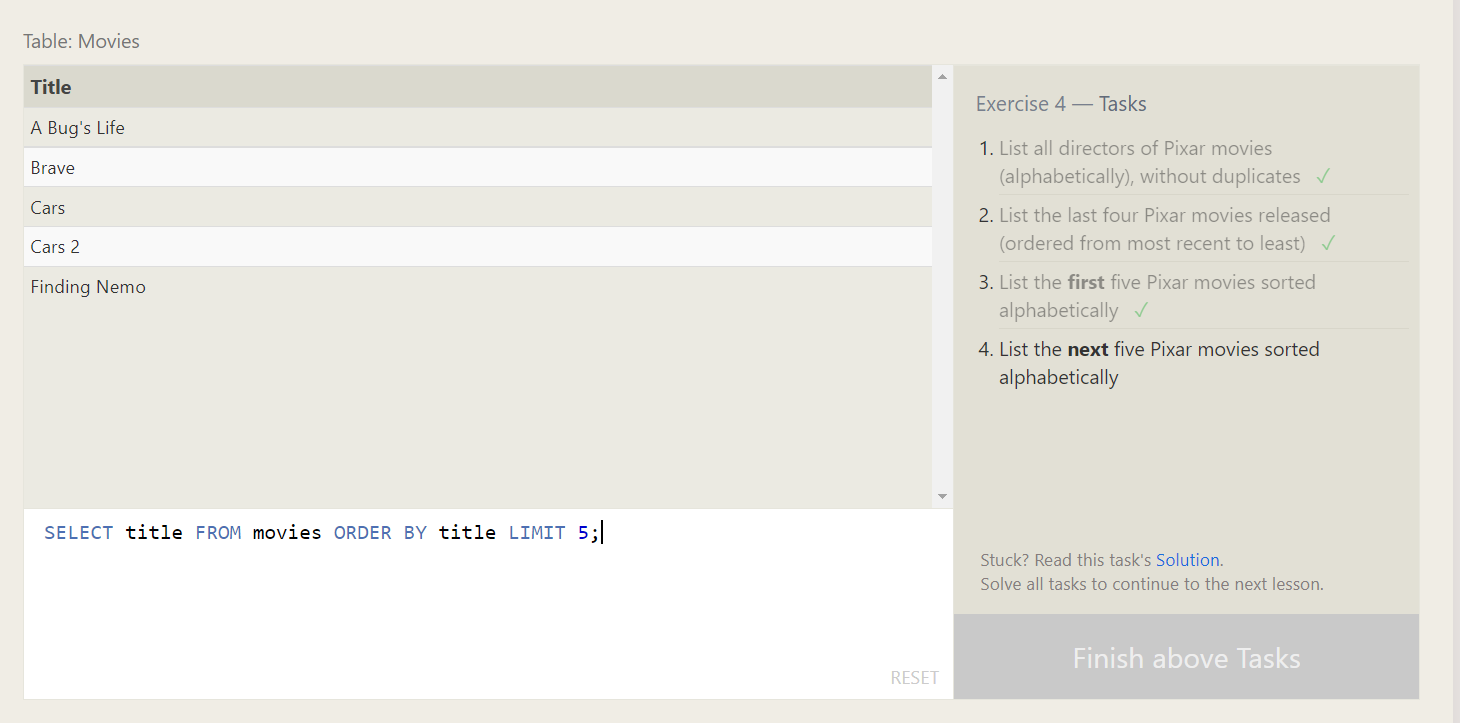 Table: Movies
Title
A Bug's Life
Brave
Cars
Cars 2
Finding Nemo
SELECT title FROM movies ORDER BY title LIMIT 5;
RESET
Exercise 4 — Tasks
1. List all directors of Pixar movies
(alphabetically), without duplicates ✓
2. List the last four Pixar movies released
(ordered from most recent to least) ✓
3. List the first five Pixar movies sorted
alphabetically ✓
4. List the next five Pixar movies sorted
alphabetically
Stuck? Read this task's Solution.
Solve all tasks to continue to the next lesson.
Finish above Tasks